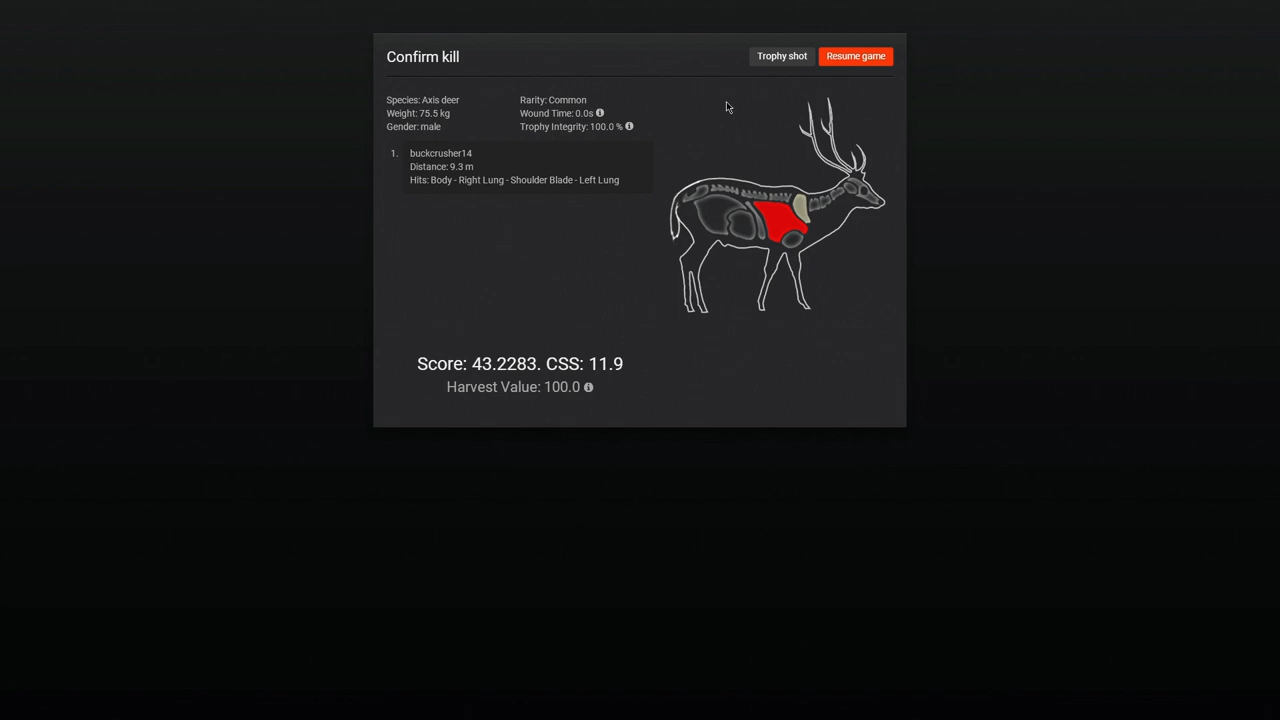 Confirm kill
Trophy shot
Resume game
Species: Axis deer
Rarity: Common
Weight: 75.5 kg
Wound Time: 0.0s
Gender: male
Trophy Integrity: 100.0 %
1. buckcrusher14
Distance: 9.3 m
Hits: Body - Right Lung - Shoulder Blade - Left Lung
Score: 43.2283. CSS: 11.9
Harvest Value: 100.0